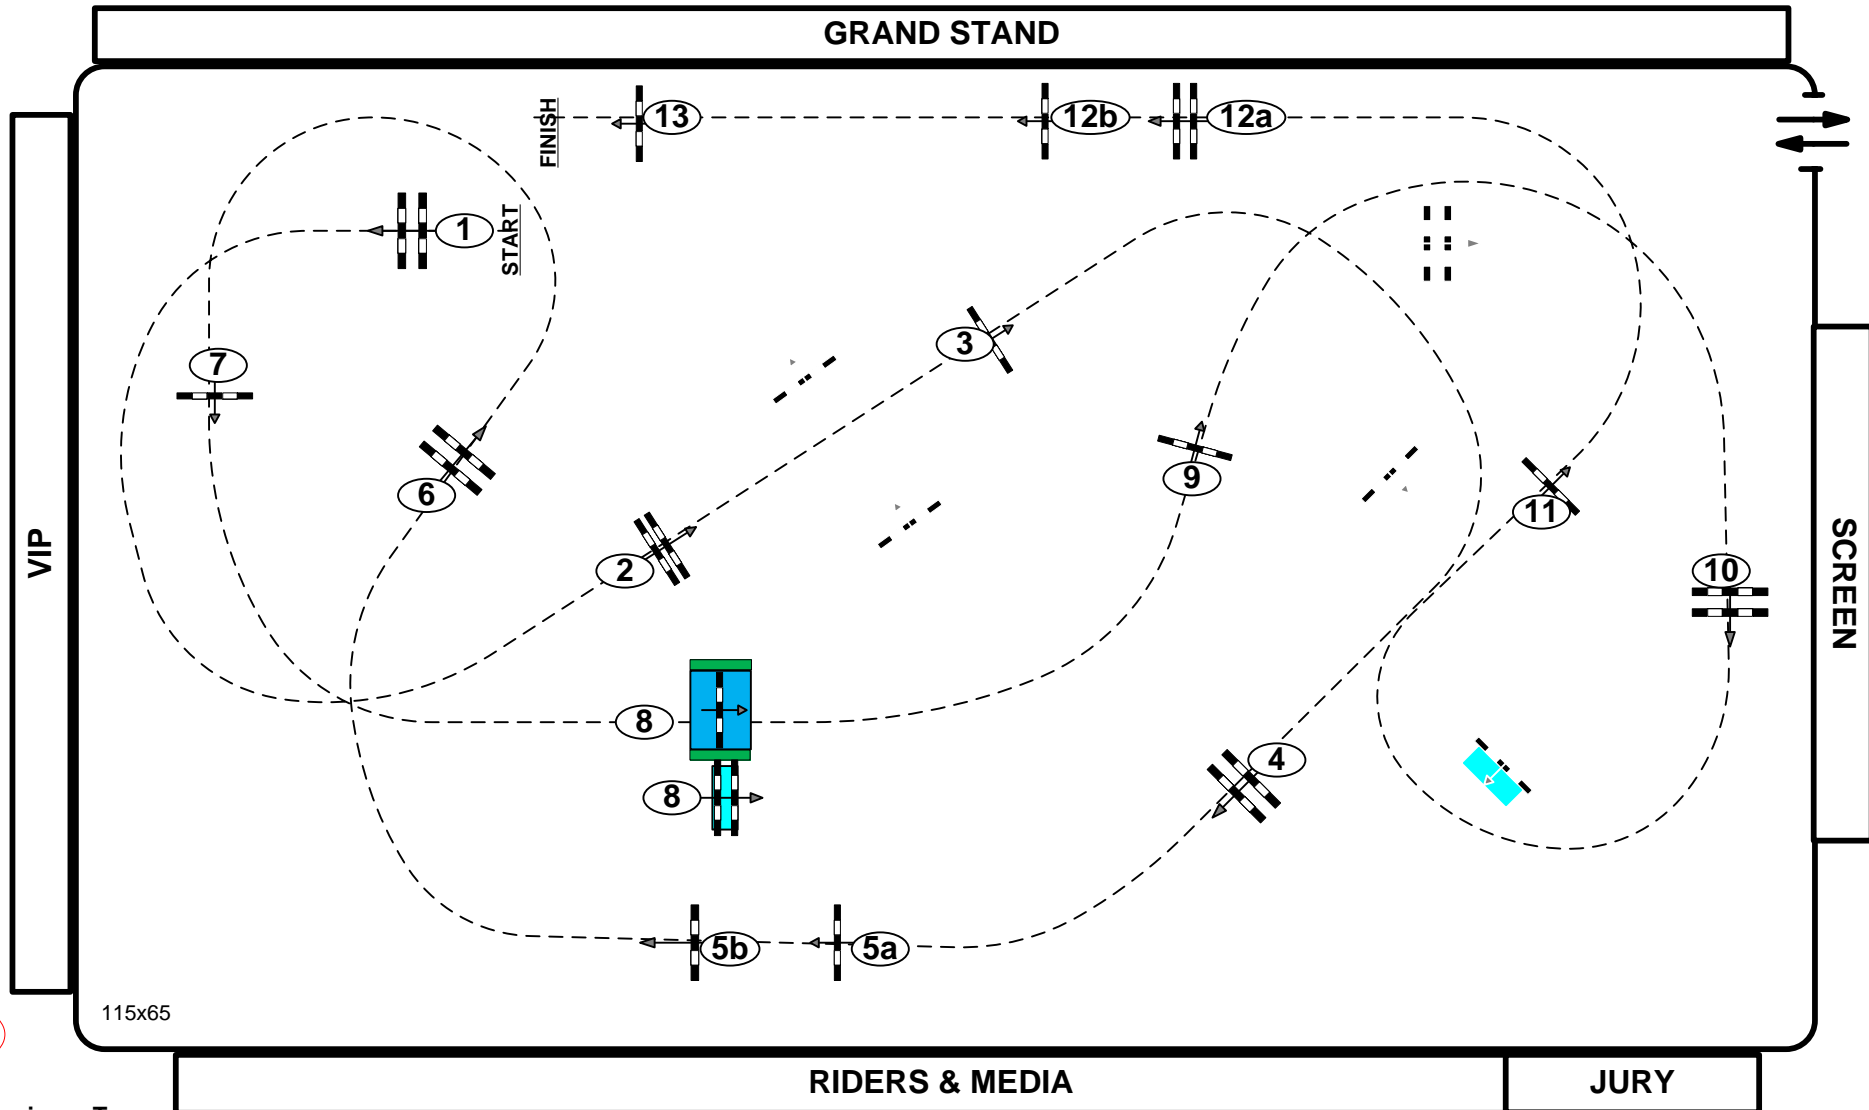 GRAND STAND
FINISH
13
12b
12a
1
START
7
3
6
9
2
11
10
VIP
SCREEN
8
4
8
5b
5a
115x65
RIDERS & MEDIA
JURY